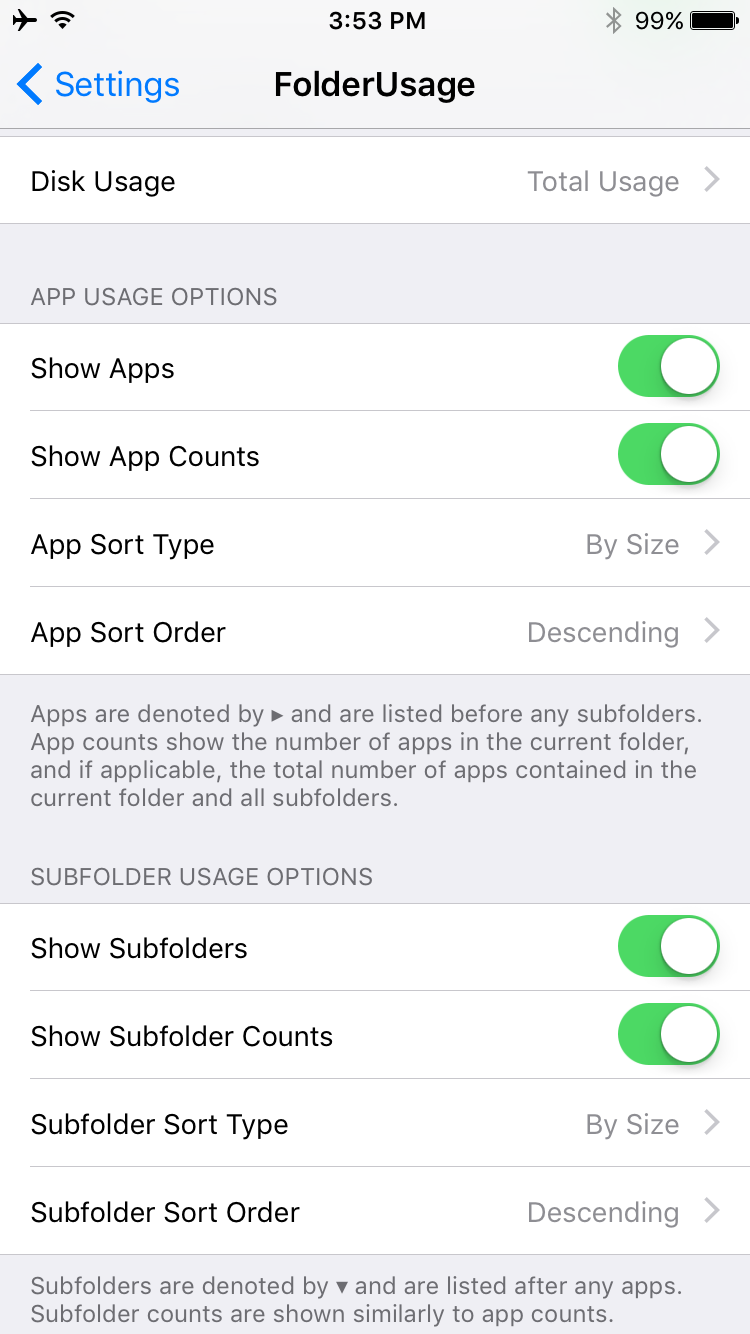 3:53 PM 99%
Settings FolderUsage
Disk Usage Total Usage
APP USAGE OPTIONS
Show Apps
Show App Counts
App Sort Type By Size
App Sort Order Descending
Apps are denoted by ▸ and are listed before any subfolders.
App counts show the number of apps in the current folder,
and if applicable, the total number of apps contained in the
current folder and all subfolders.
SUBFOLDER USAGE OPTIONS
Show Subfolders
Show Subfolder Counts
Subfolder Sort Type By Size
Subfolder Sort Order Descending
Subfolders are denoted by ▾ and are listed after any apps.
Subfolder counts are shown similarly to app counts.